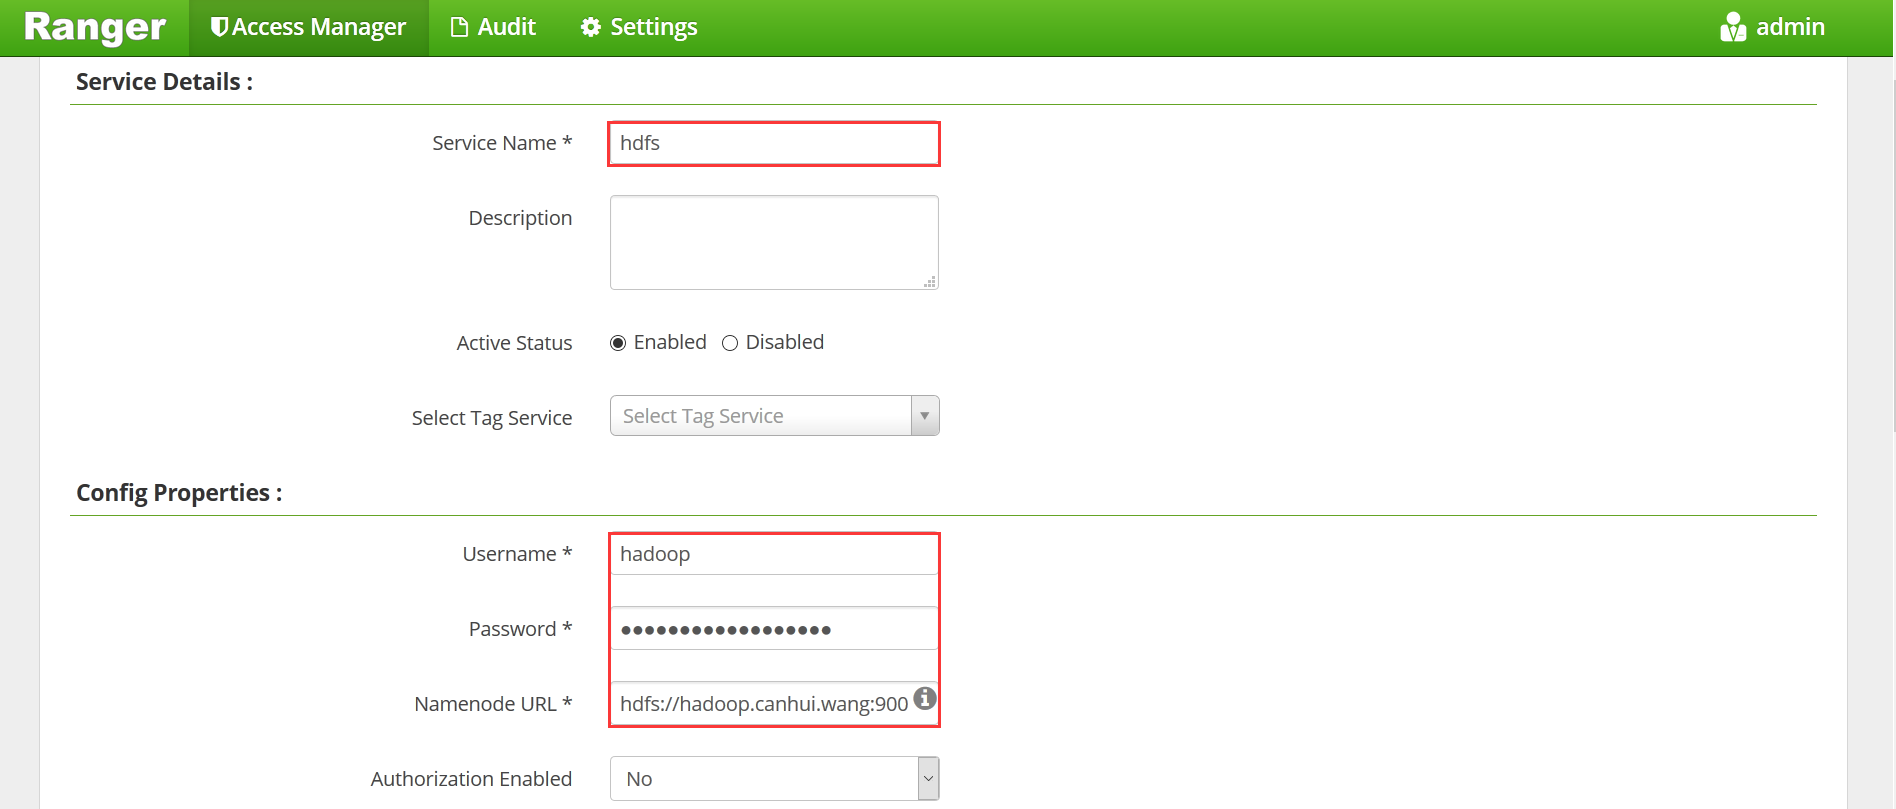 Ranger Access Manager Audit Settings admin
Service Details :
Service Name * hdfs
Description
Active Status Enabled Disabled
Select Tag Service Select Tag Service
Config Properties :
Username * hadoop
Password * ••••••••••••••••••
Namenode URL * hdfs://hadoop.canhui.wang:900
Authorization Enabled No